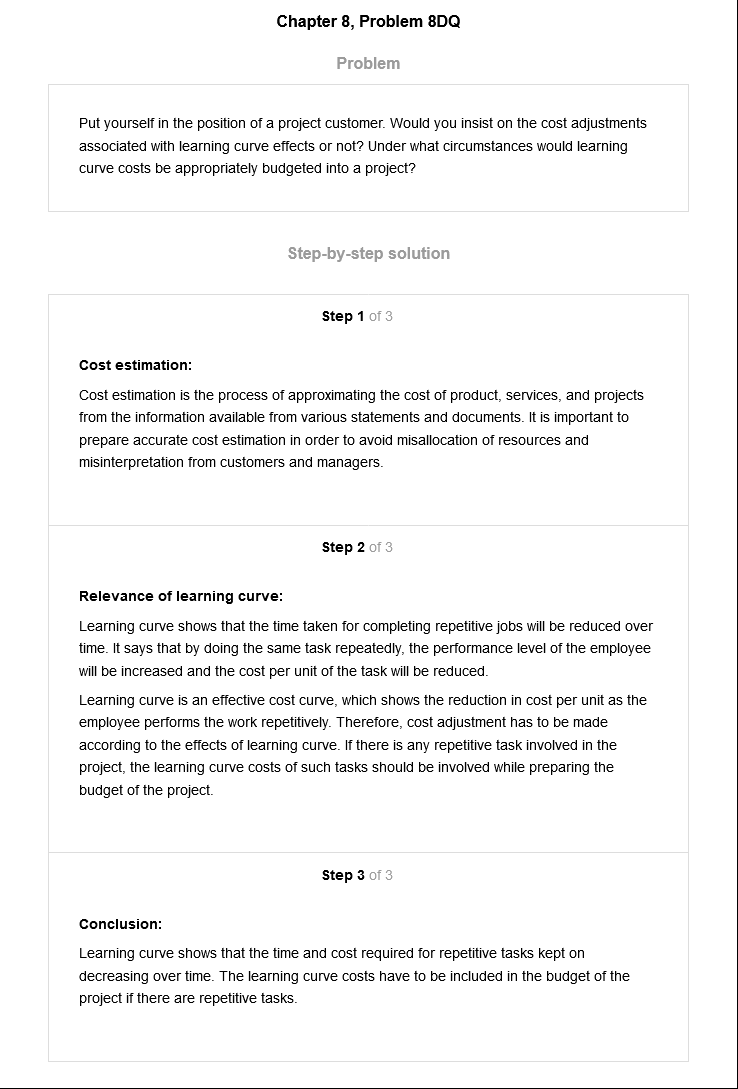 Chapter 8, Problem 8DQ
Problem
Put yourself in the position of a project customer. Would you insist on the cost adjustments
associated with learning curve effects or not? Under what circumstances would learning
curve costs be appropriately budgeted into a project?
Step-by-step solution
Step 1 of 3
Cost estimation:
Cost estimation is the process of approximating the cost of product, services, and projects
from the information available from various statements and documents. It is important to
prepare accurate cost estimation in order to avoid misallocation of resources and
misinterpretation from customers and managers.
Step 2 of 3
Relevance of learning curve:
Learning curve shows that the time taken for completing repetitive jobs will be reduced over
time. It says that by doing the same task repeatedly, the performance level of the employee
will be increased and the cost per unit of the task will be reduced.
Learning curve is an effective cost curve, which shows the reduction in cost per unit as the
employee performs the work repetitively. Therefore, cost adjustment has to be made
according to the effects of learning curve. If there is any repetitive task involved in the
project, the learning curve costs of such tasks should be involved while preparing the
budget of the project.
Step 3 of 3
Conclusion:
Learning curve shows that the time and cost required for repetitive tasks kept on
decreasing over time. The learning curve costs have to be included in the budget of the
project if there are repetitive tasks.